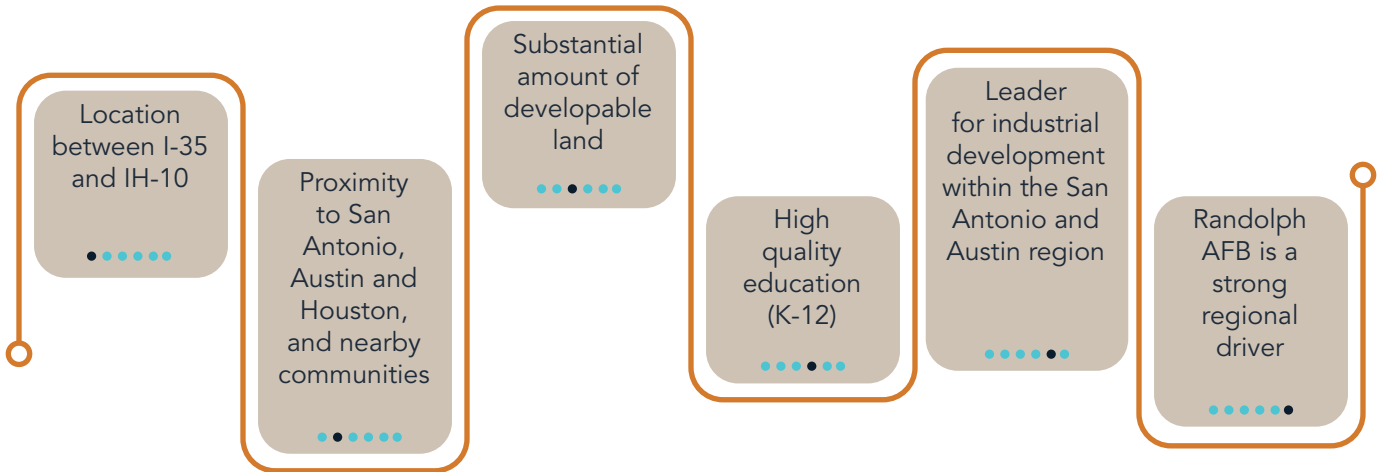 Location
between I-35
and IH-10
Proximity
to San
Antonio,
Austin and
Houston,
and nearby
communities
Substantial
amount of
developable
land
High
quality
education
(K-12)
Leader
for industrial
development
within the San
Antonio and
Austin region
Randolph
AFB is a
strong
regional
driver